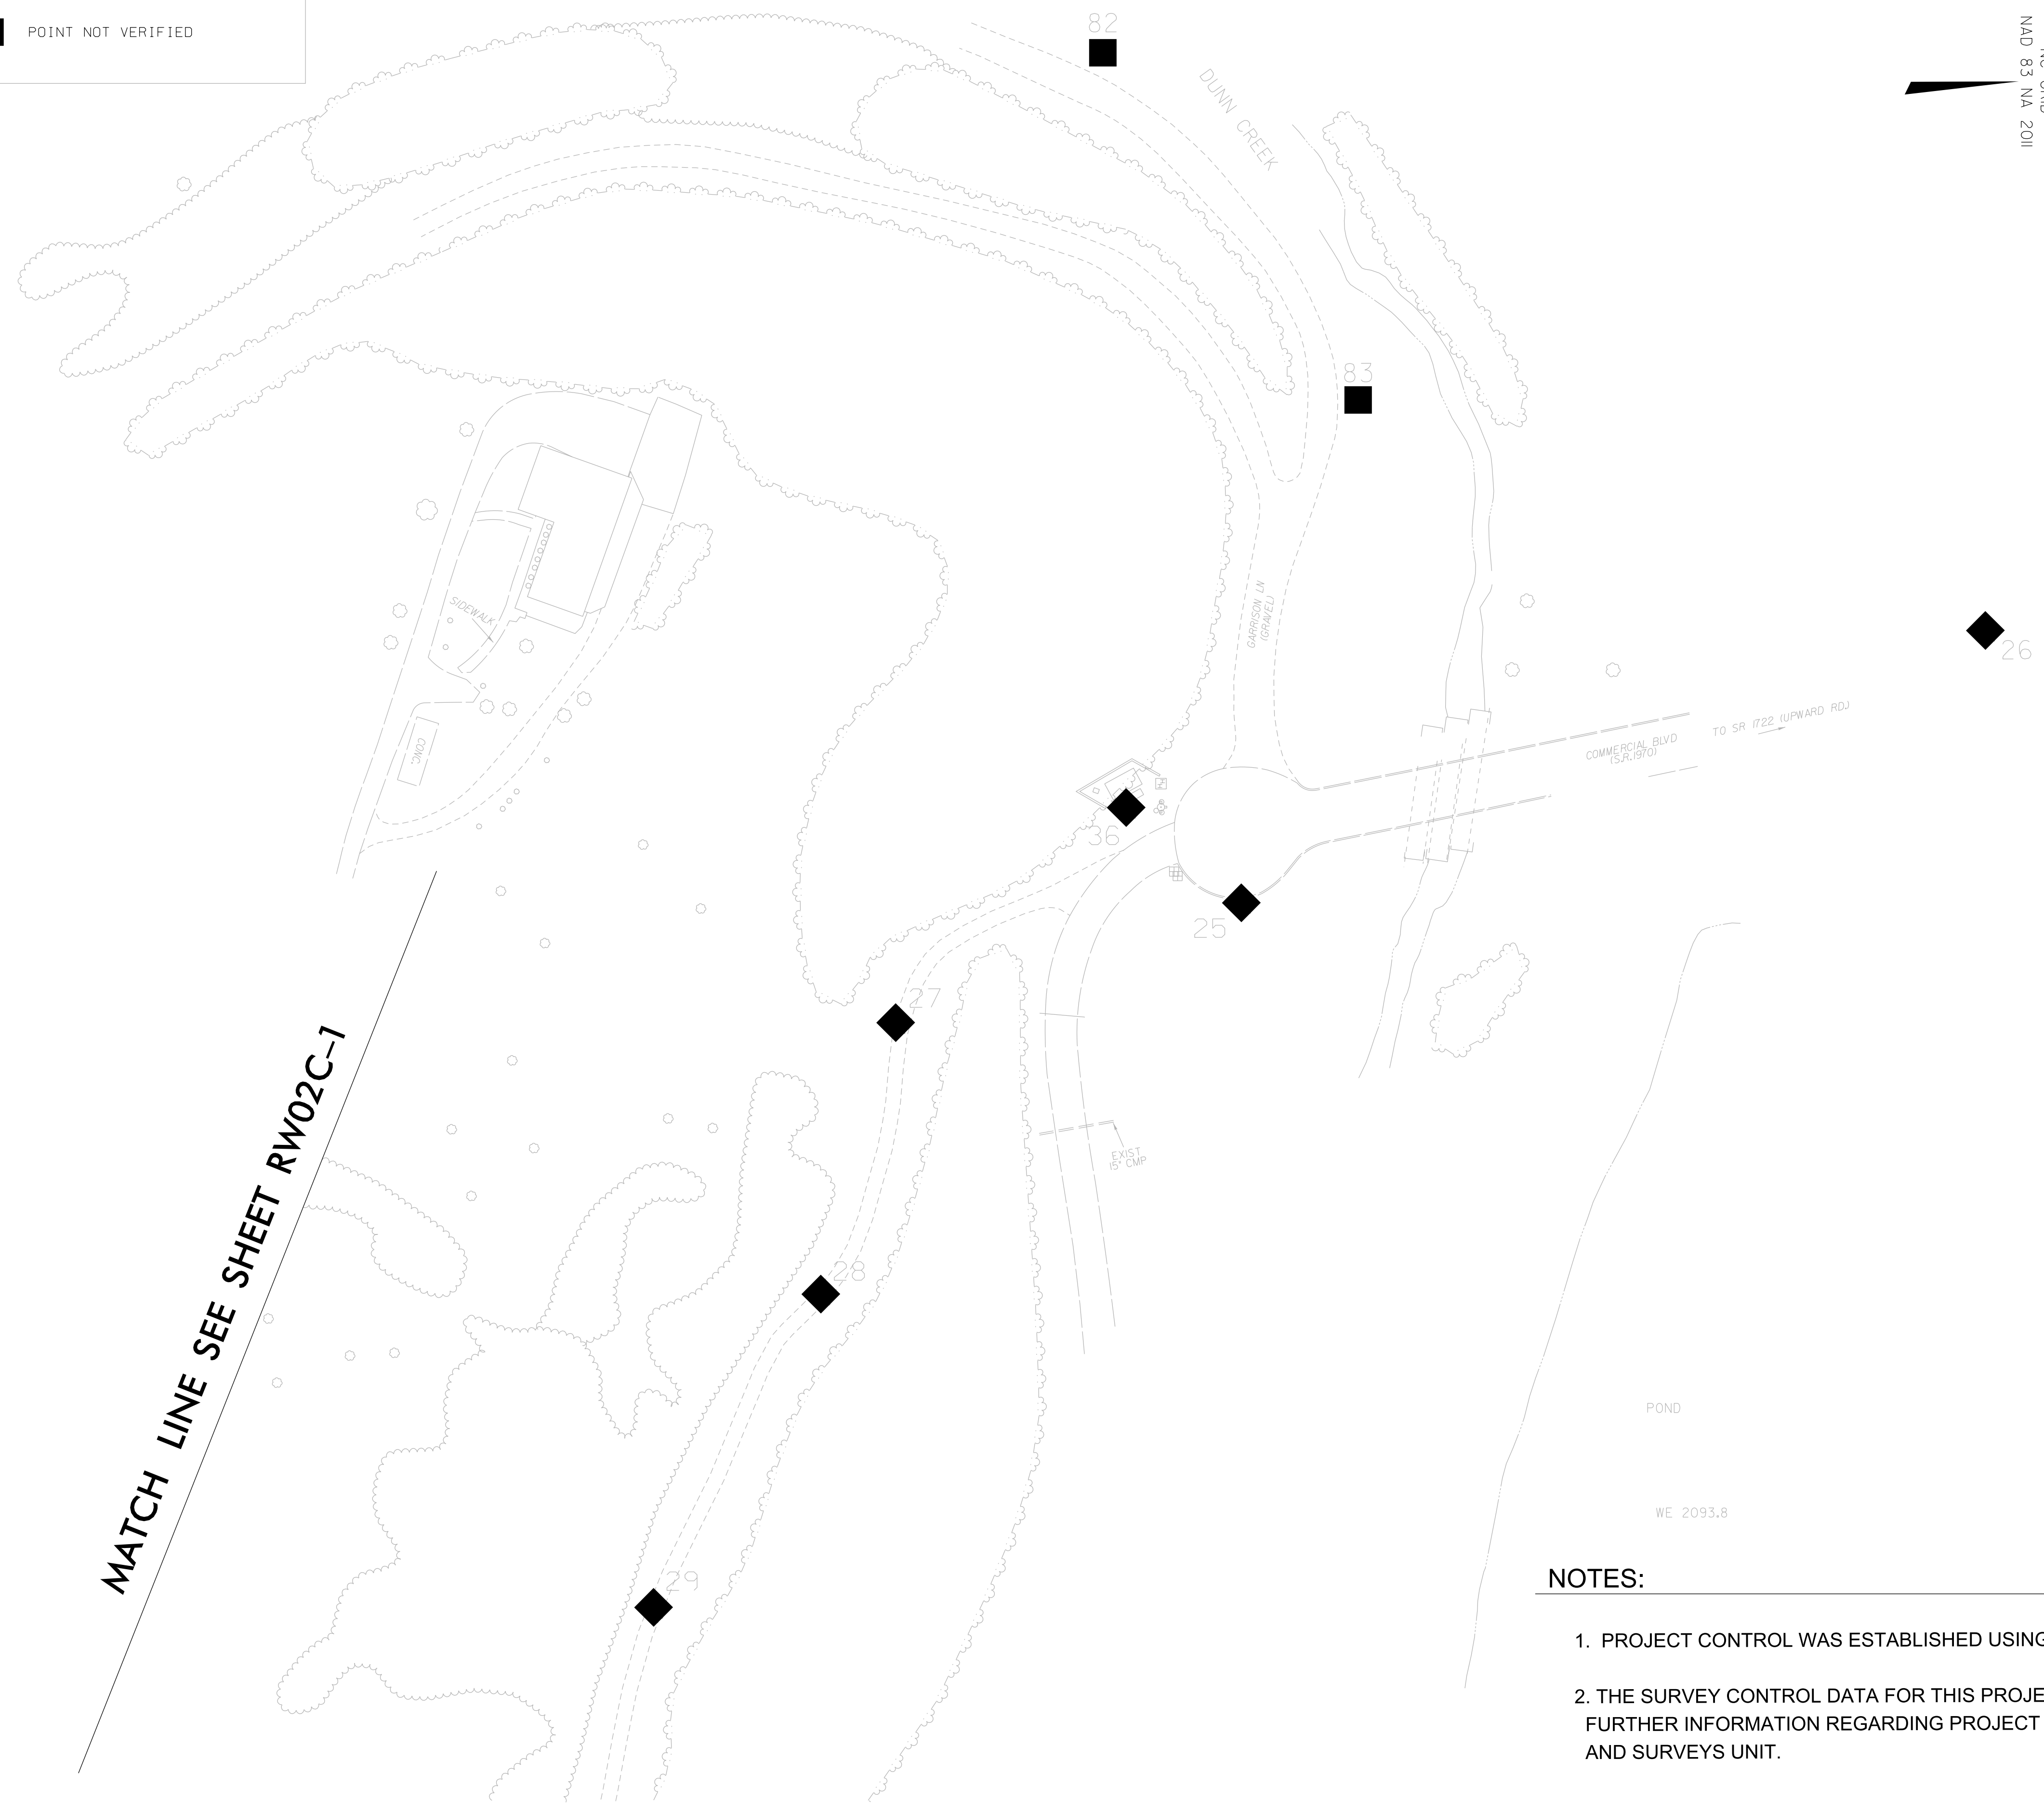 POINT NOT VERIFIED
82
DUNN CREEK
NAD 83 NA 2011
83
26
GARRISON LN
(GRAVEL)
SIDEWALK
CONC.
TO SR 1722 (UPWARD RD.)
COMMERCIAL BLVD
(S.R. 1970)
36
25
27
EXIST
15" CMP
28
MATCH LINE SEE SHEET RW02C-1
POND
WE 2093.8
29
NOTES:
1. PROJECT CONTROL WAS ESTABLISHED USING
2. THE SURVEY CONTROL DATA FOR THIS PROJE
FURTHER INFORMATION REGARDING PROJECT
AND SURVEYS UNIT.